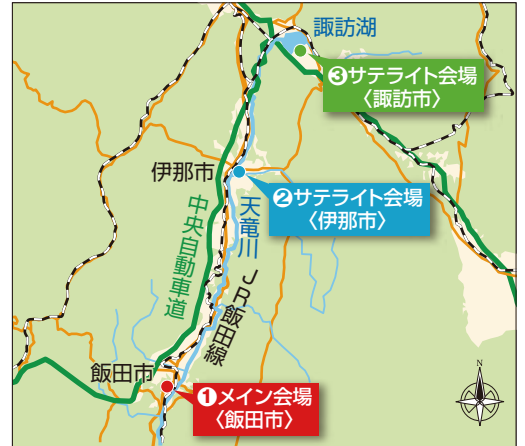 諏訪湖
❸サテライト会場
〈諏訪市〉
伊那市
❷サテライト会場
〈伊那市〉
天竜川
中央自動車道
JR飯田線
飯田市
❶メイン会場
〈飯田市〉
N